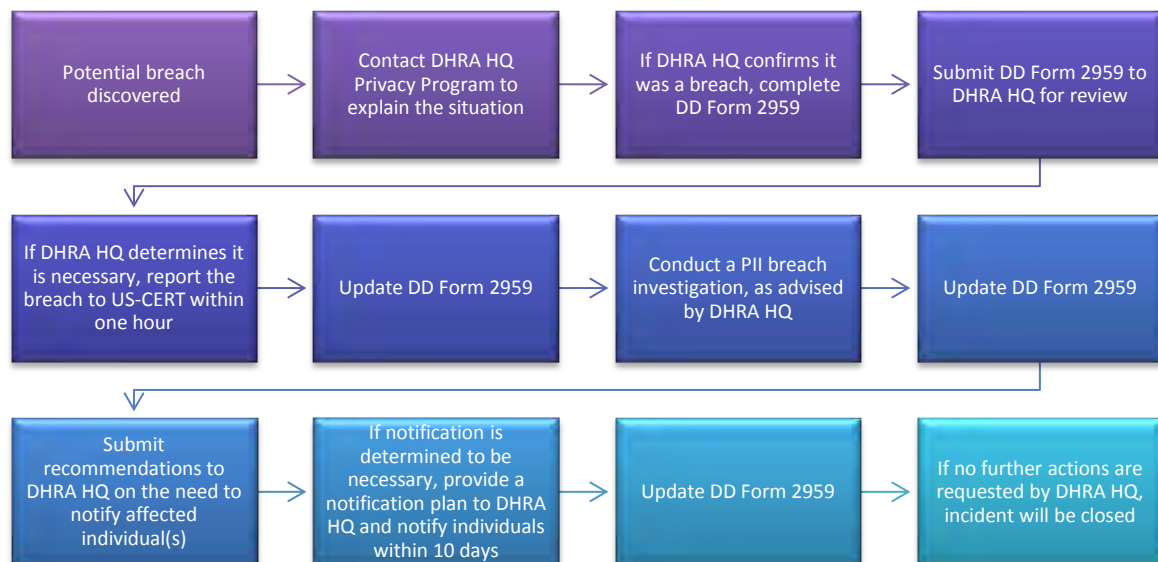 Potential breach
discovered
Contact DHRA HQ
Privacy Program to
explain the situation
If DHRA HQ confirms it
was a breach, complete
DD Form 2959
Submit DD Form 2959 to
DHRA HQ for review
If DHRA HQ determines it
is necessary, report the
breach to US-CERT within
one hour
Update DD Form 2959
Conduct a PII breach
investigation, as advised
by DHRA HQ
Update DD Form 2959
Submit
recommendations to
DHRA HQ on the need to
notify affected
individual(s)
If notification is
determined to be
necessary, provide a
notification plan to DHRA
HQ and notify individuals
within 10 days
Update DD Form 2959
If no further actions are
requested by DHRA HQ,
incident will be closed